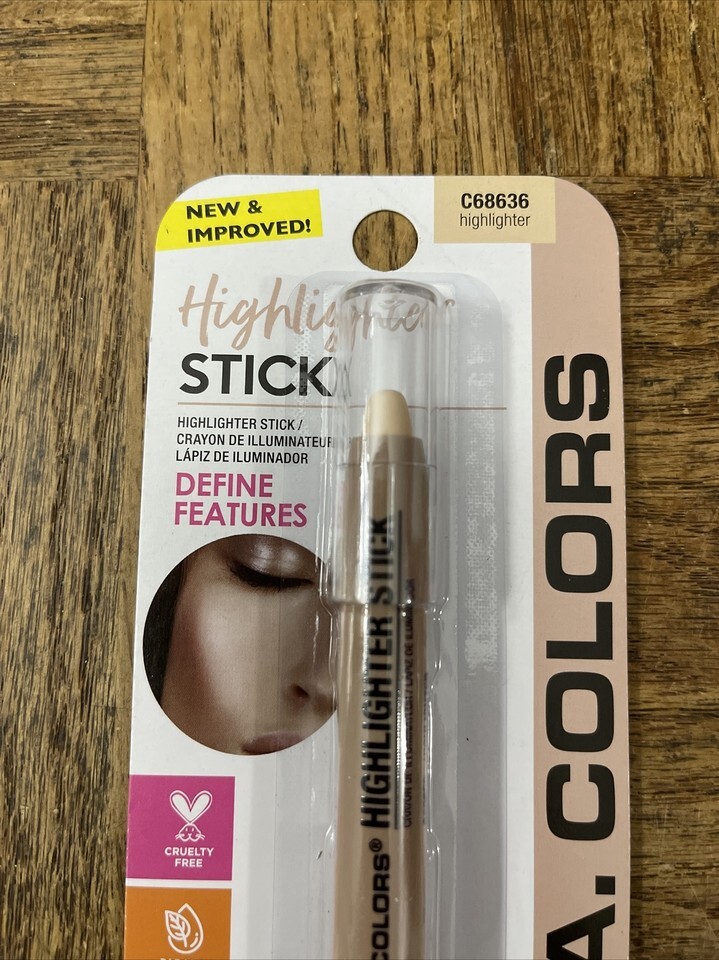 NEW &
IMPROVED!
C68636
highlighter
Highlighter
STICK
HIGHLIGHTER STICK /
CRAYON DE ILLUMINATEUR
LÁPIZ DE ILUMINADOR
DEFINE
FEATURES
CRUELTY
FREE
COLORS® HIGHLIGHTER STICK
A. COLORS